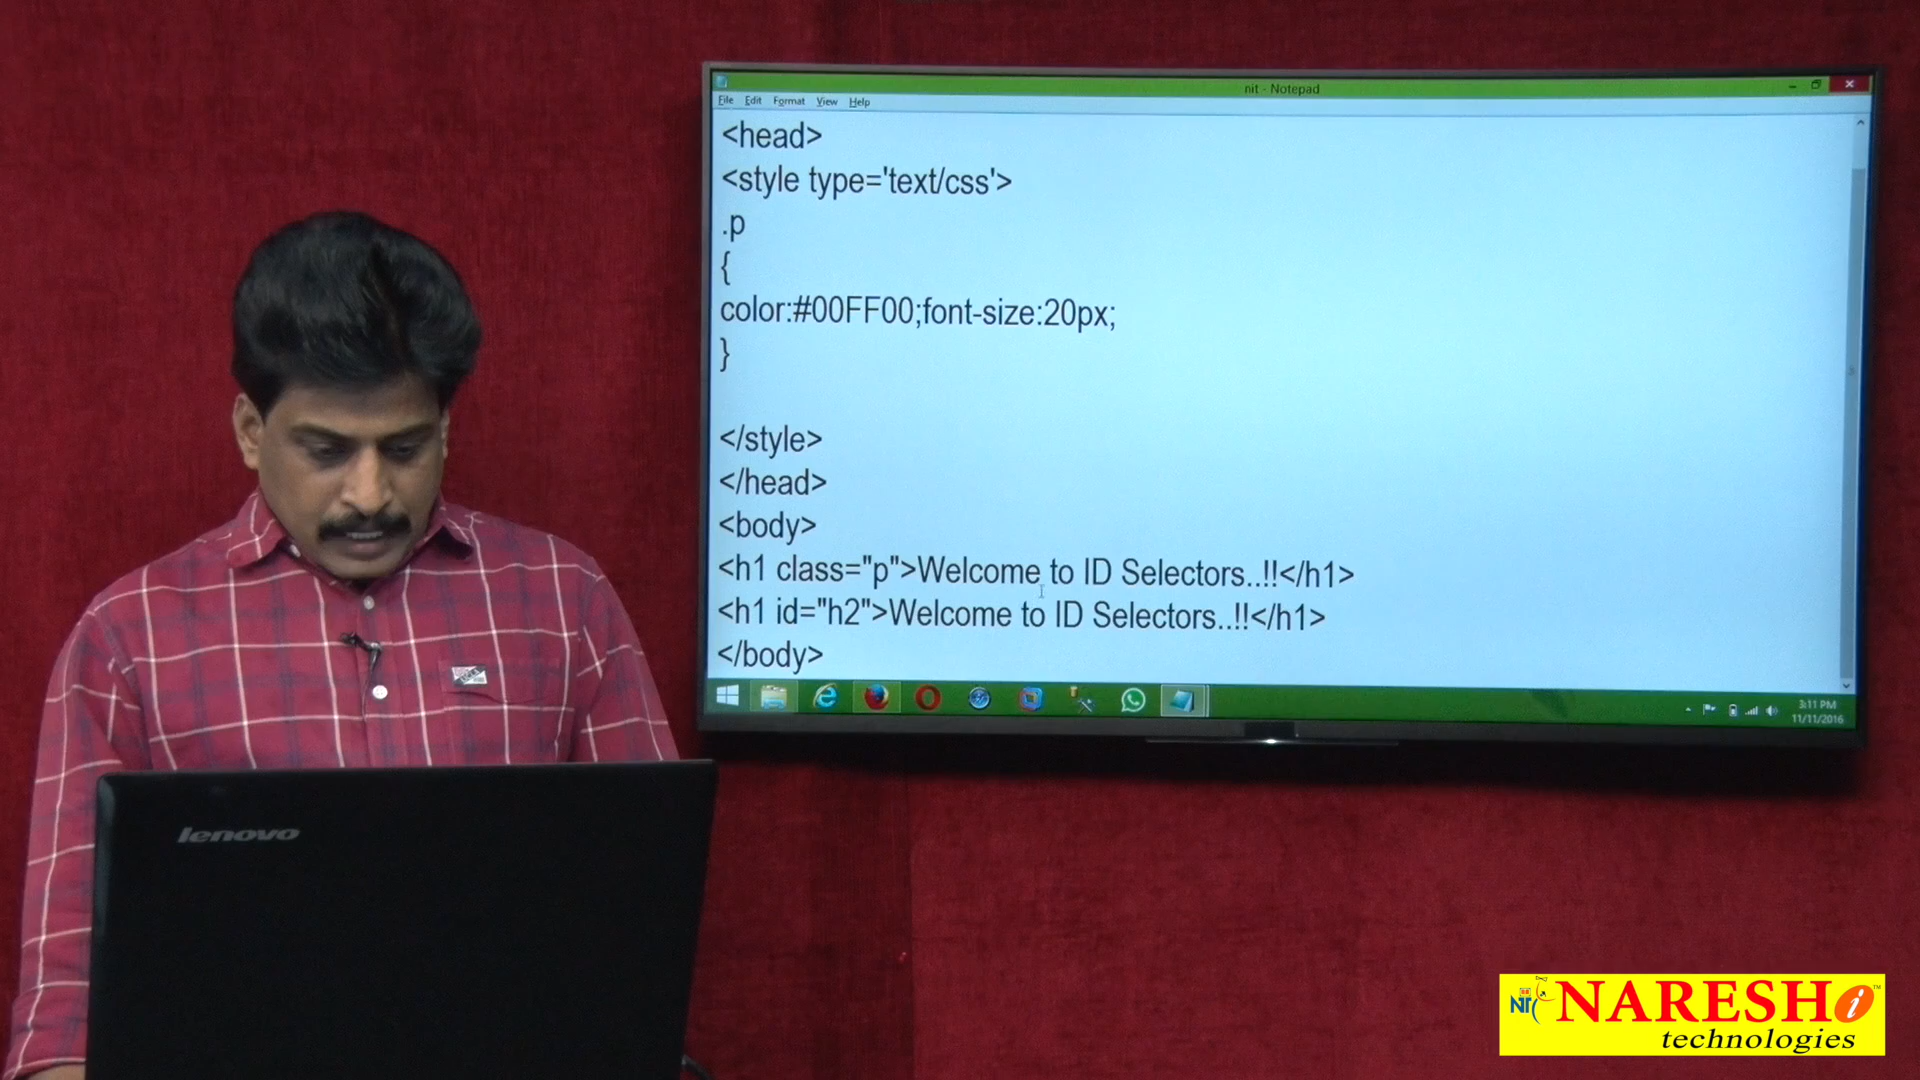 nit - Notepad
File Edit Format View Help
<head>
<style type='text/css'>
.p
{
color:#00FF00;font-size:20px;
}
</style>
</head>
<body>
<h1 class="p">Welcome to ID Selectors..!!</h1>
<h1 id="h2">Welcome to ID Selectors..!!</h1>
</body>
3:11 PM
11/11/2016
lenovo
NARESH i ™
technologies